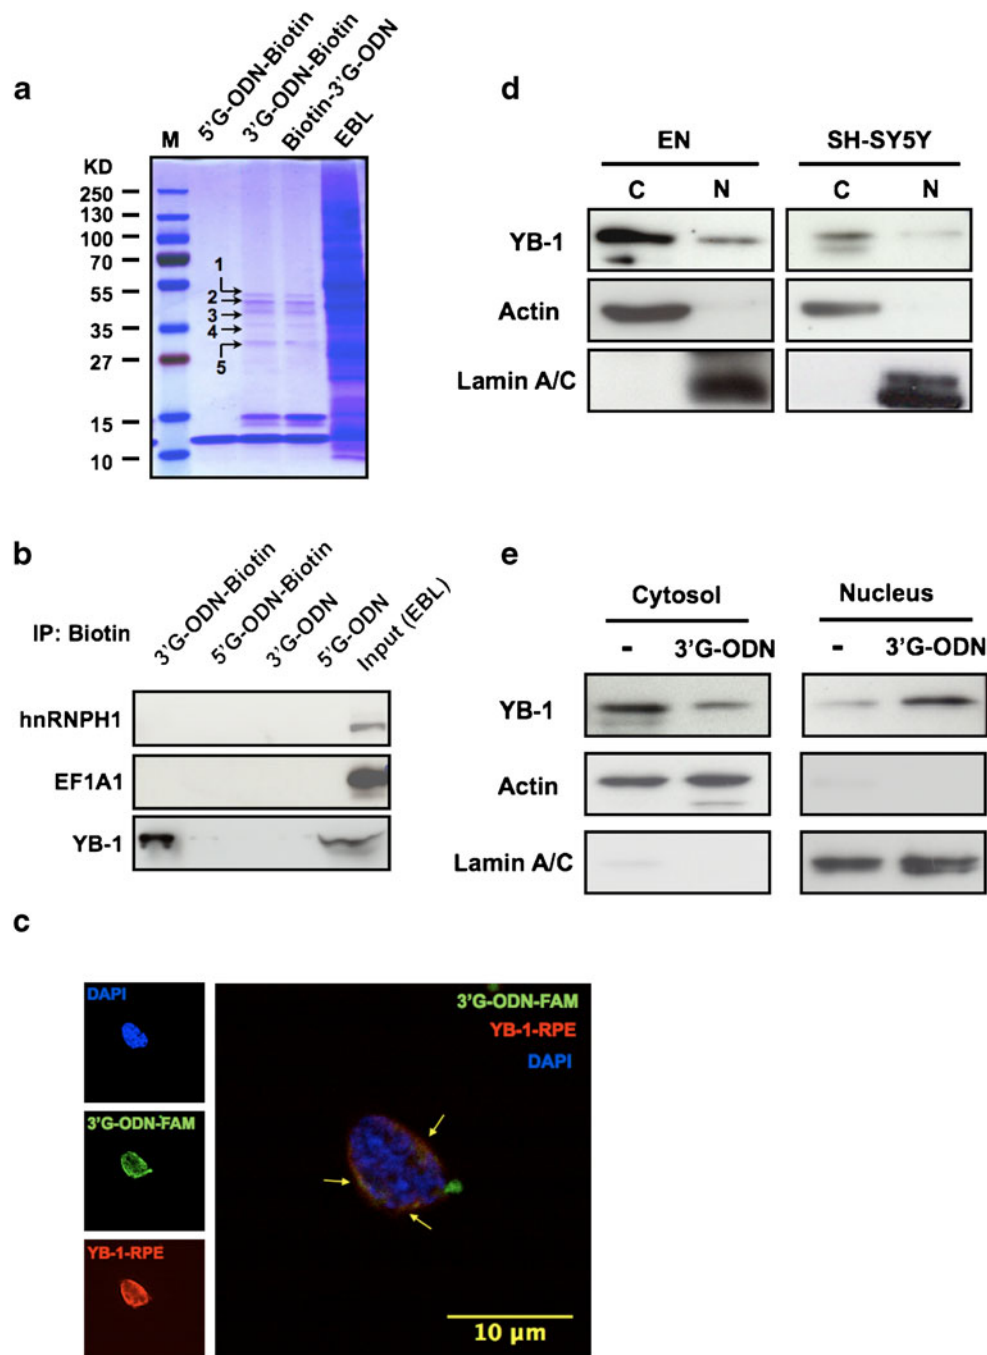 a
5'G-ODN-Biotin
3'G-ODN-Biotin
Biotin-3'G-ODN
EBL
M
KD
250
130
100
70
55
35
27
15
10
1
2
3
4
5
b
IP: Biotin
3'G-ODN-Biotin
5'G-ODN-Biotin
3'G-ODN
5'G-ODN
Input (EBL)
hnRNPH1
EF1A1
YB-1
c
DAPI
3'G-ODN-FAM
YB-1-RPE
3'G-ODN-FAM
YB-1-RPE
DAPI
10 μm
d
EN SH-SY5Y
C N C N
YB-1
Actin
Lamin A/C
e
Cytosol Nucleus
- 3'G-ODN - 3'G-ODN
YB-1
Actin
Lamin A/C